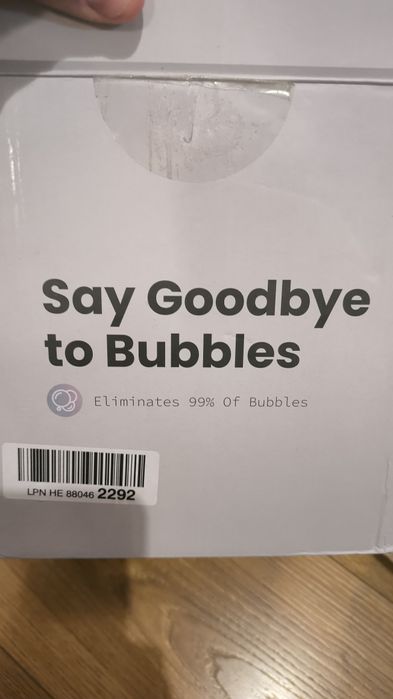 Say Goodbye
to Bubbles
Eliminates 99% Of Bubbles
LPN HE 88046 2292